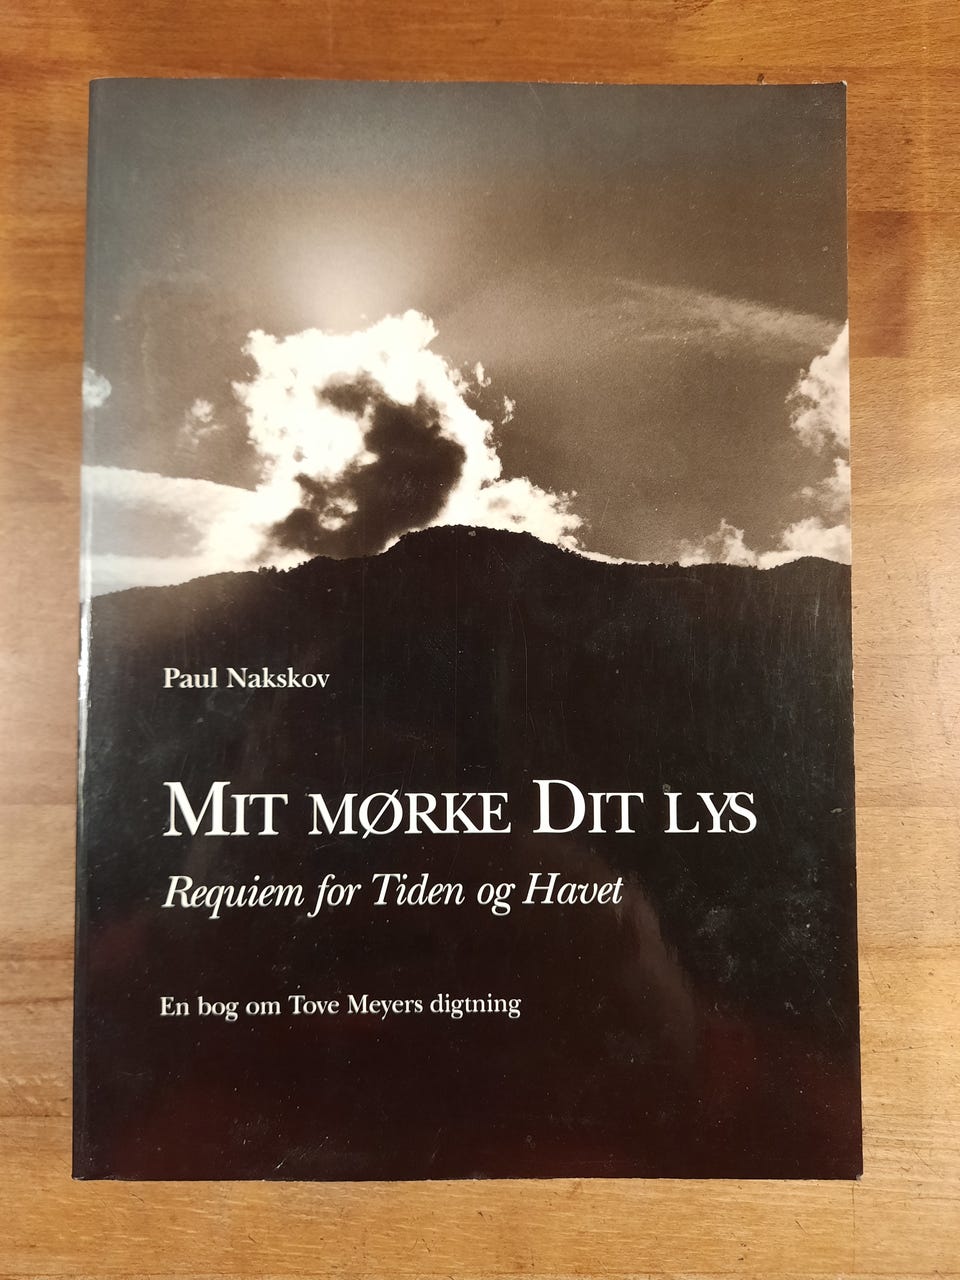 Paul Nakskov
MIT MØRKE DIT LYS
Requiem for Tiden og Havet
En bog om Tove Meyers digtning